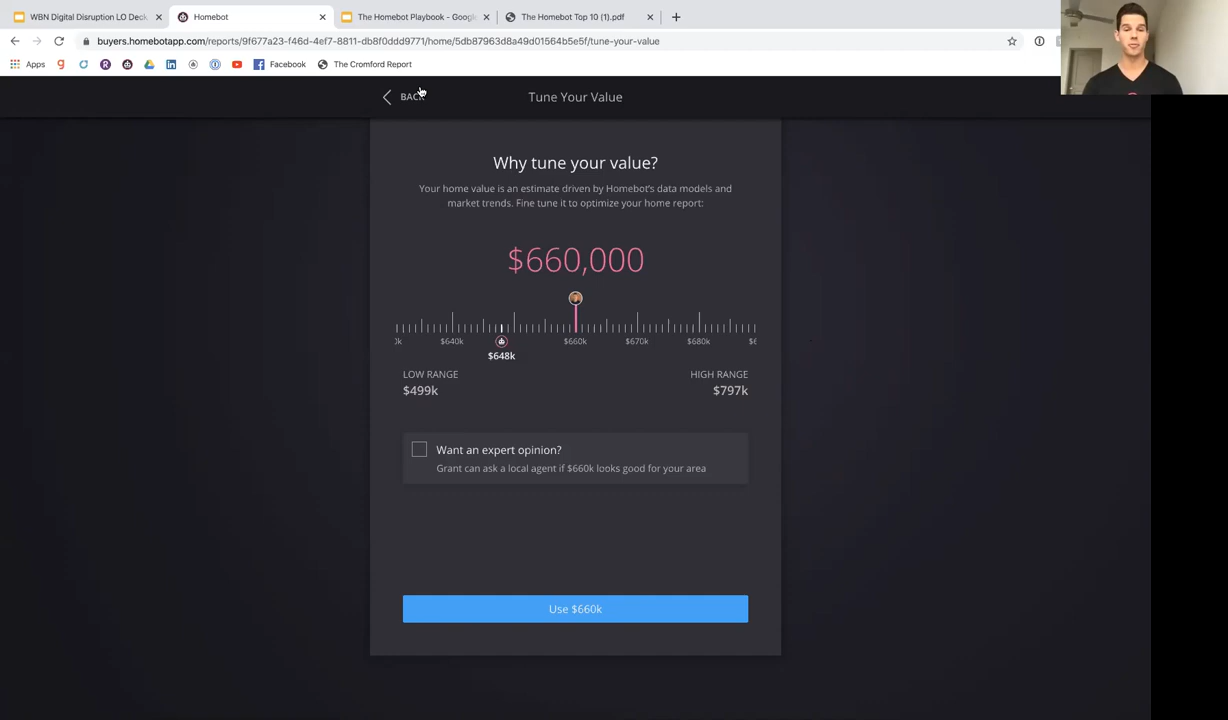 WBN Digital Disruption LO Deck
Homebot
The Homebot Playbook - Google
The Homebot Top 10 (1).pdf
buyers.homebotapp.com/reports/9f677a23-f46d-4ef7-8811-db8f0ddd9771/home/5db87963d8a49d01564b5e5f/tune-your-value
Apps
Facebook
The Cromford Report
BACK
Tune Your Value
Why tune your value?
Your home value is an estimate driven by Homebot's data models and
market trends. Fine tune it to optimize your home report:
$660,000
$640k $660k $670k $680k
$648k
LOW RANGE HIGH RANGE
$499k $797k
Want an expert opinion?
Grant can ask a local agent if $660k looks good for your area
Use $660k